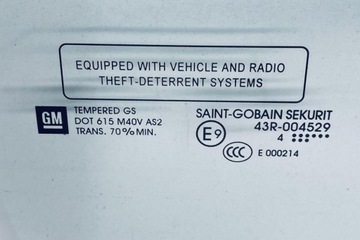 EQUIPPED WITH VEHICLE AND RADIO
THEFT-DETERRENT SYSTEMS
GM
TEMPERED GS
DOT 615 M40V AS2
TRANS. 70% MIN.
SAINT-GOBAIN SEKURIT
E9
43R-004529
4
CCC
E 000214